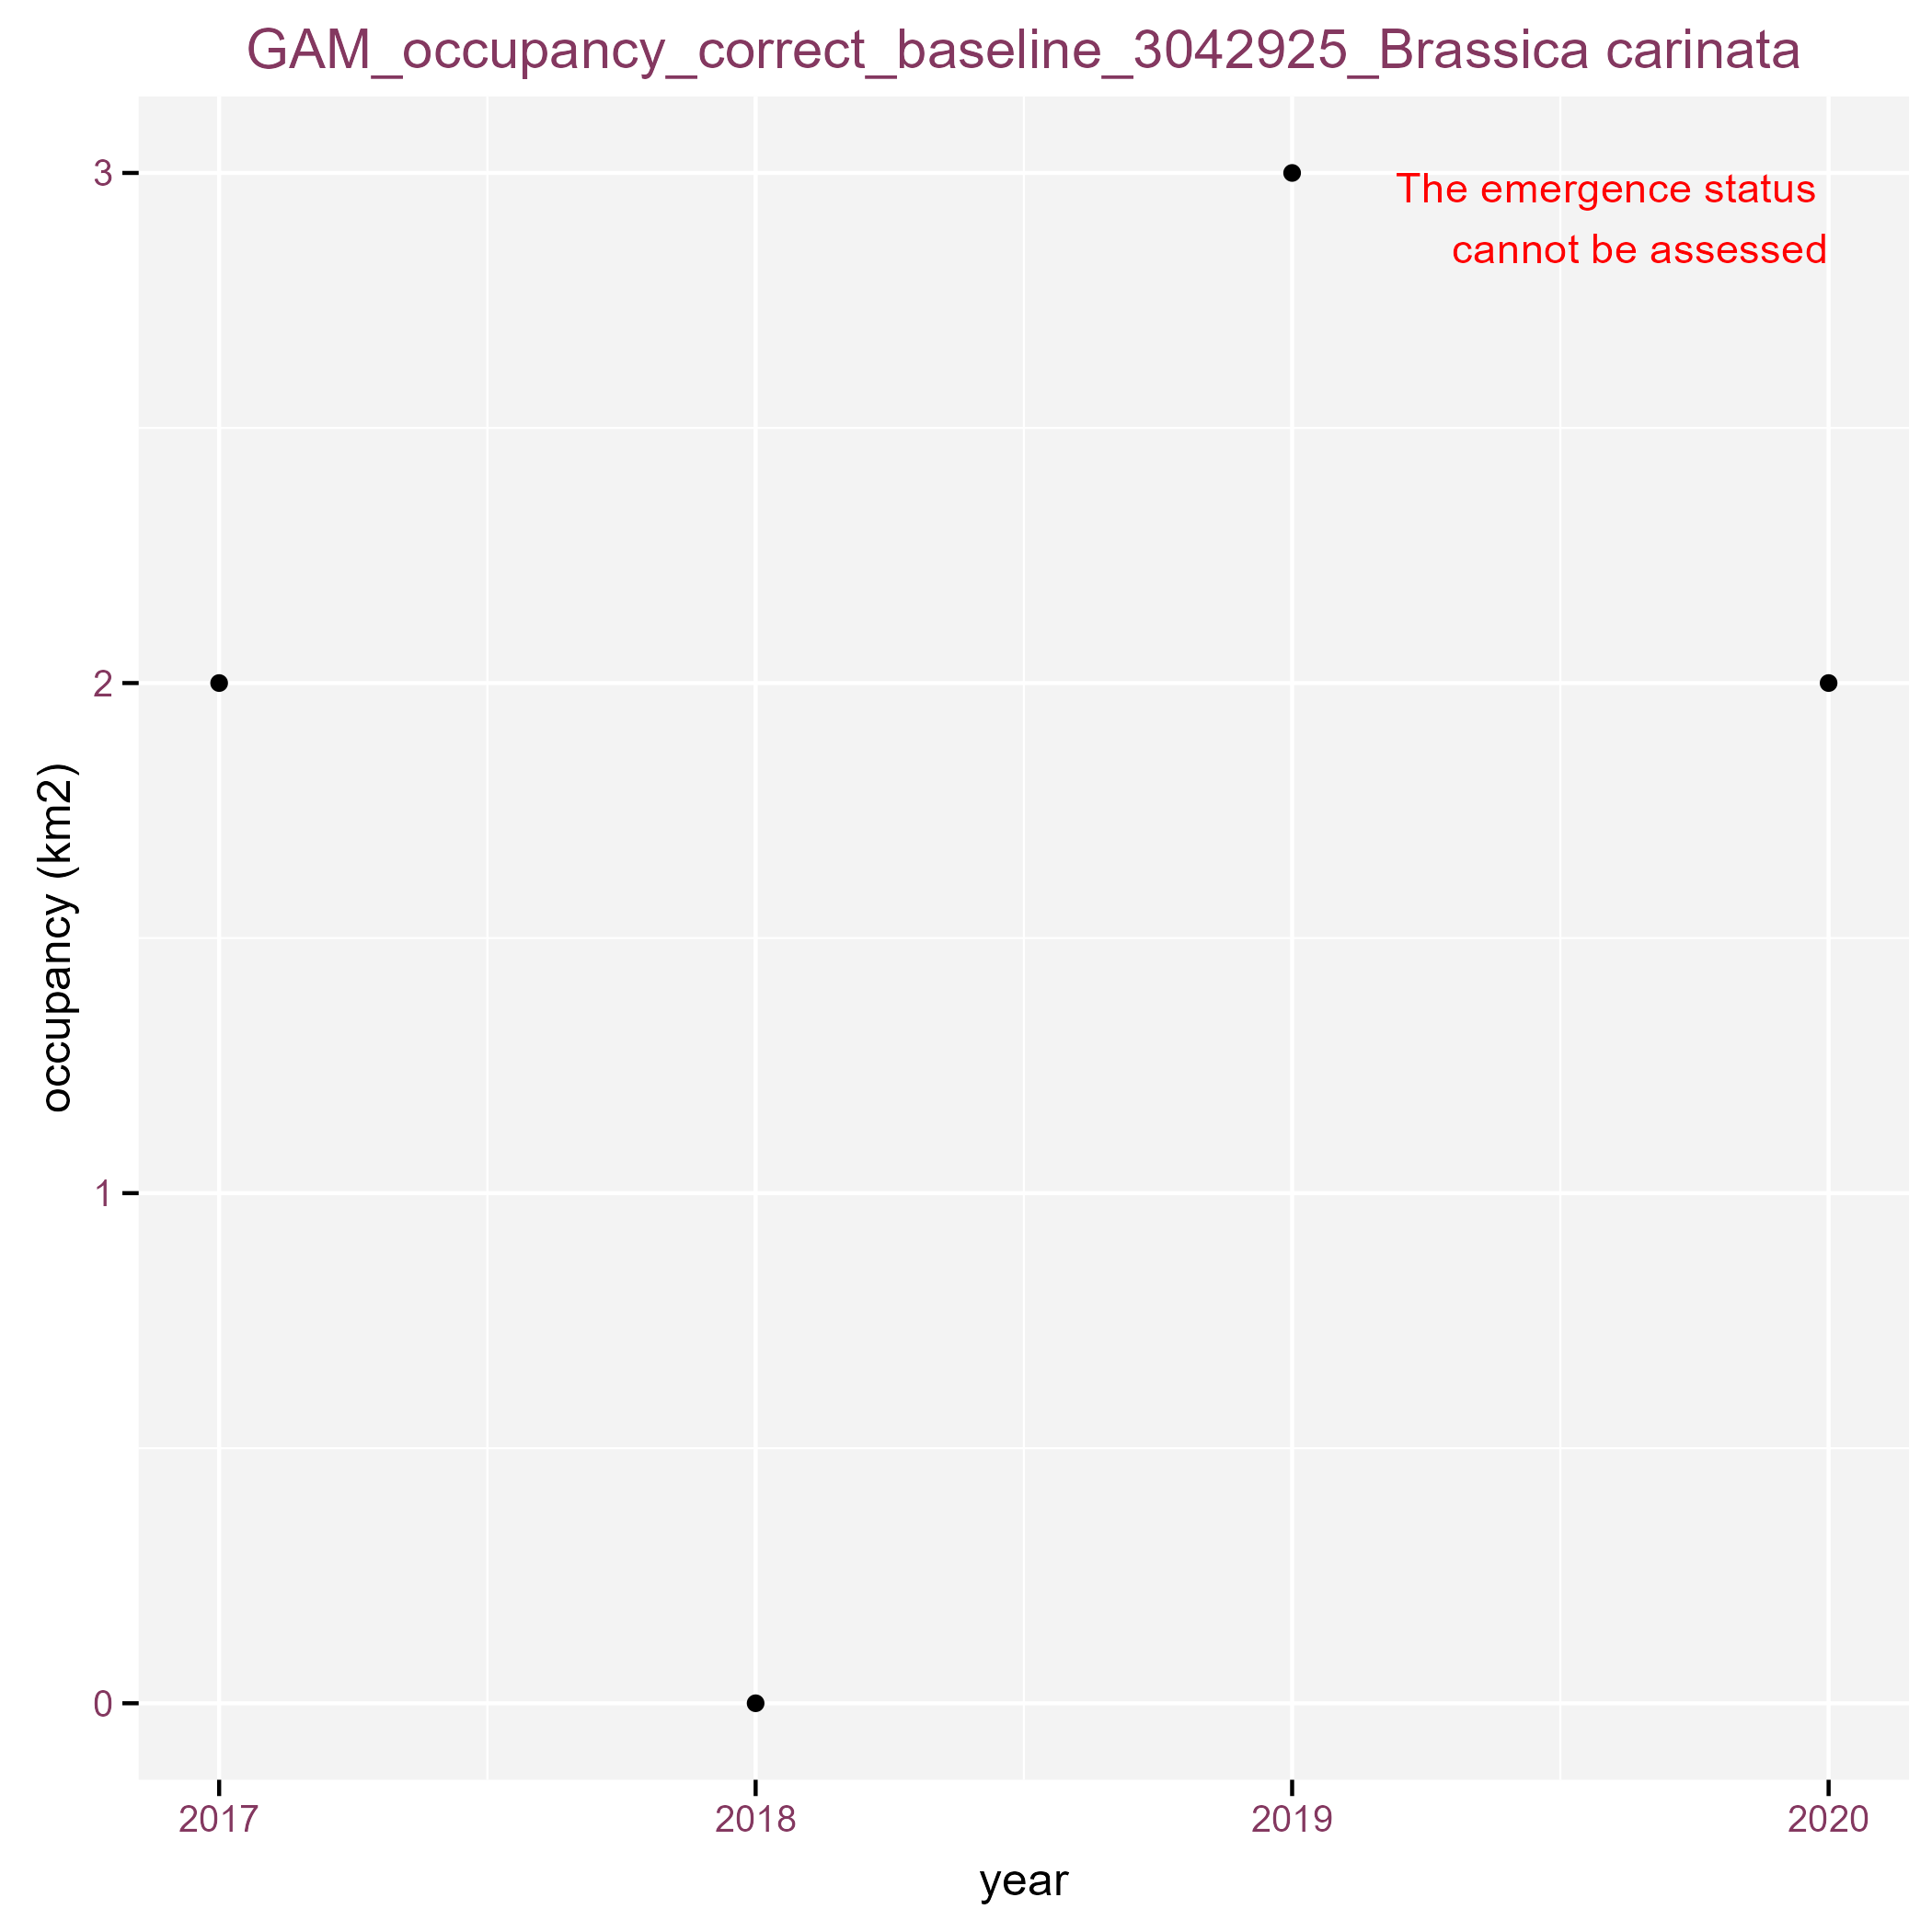 GAM_occupancy_correct_baseline_3042925_Brassica carinata
3
The emergence status
cannot be assessed
2
occupancy (km2)
1
0
2017 2018 2019 2020
year